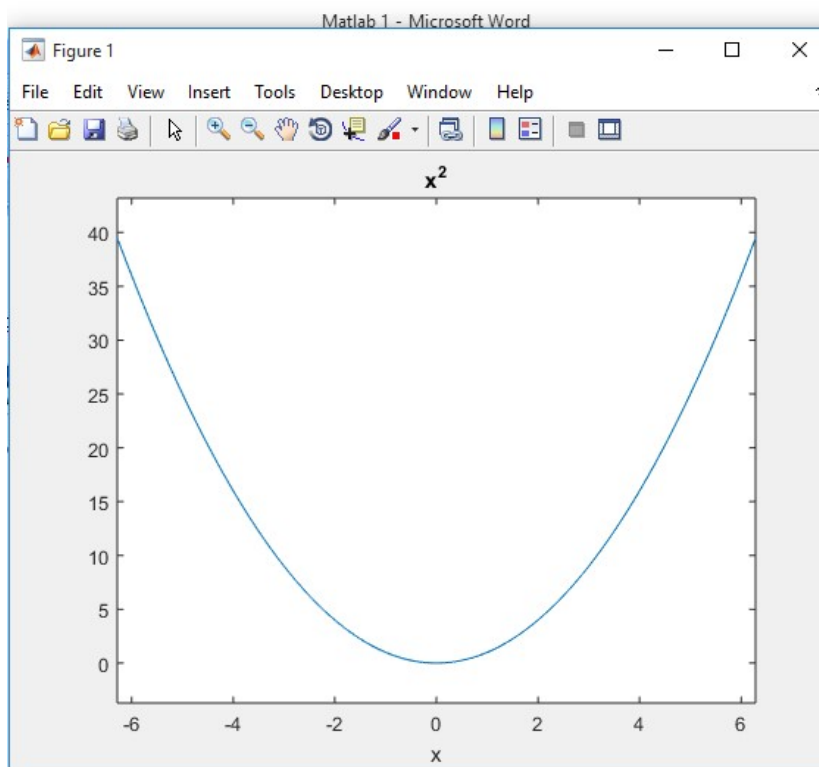 Matlab 1 - Microsoft Word
Figure 1
File Edit View Insert Tools Desktop Window Help
x²
40
35
30
25
20
15
10
5
0
-6 -4 -2 0 2 4 6
x